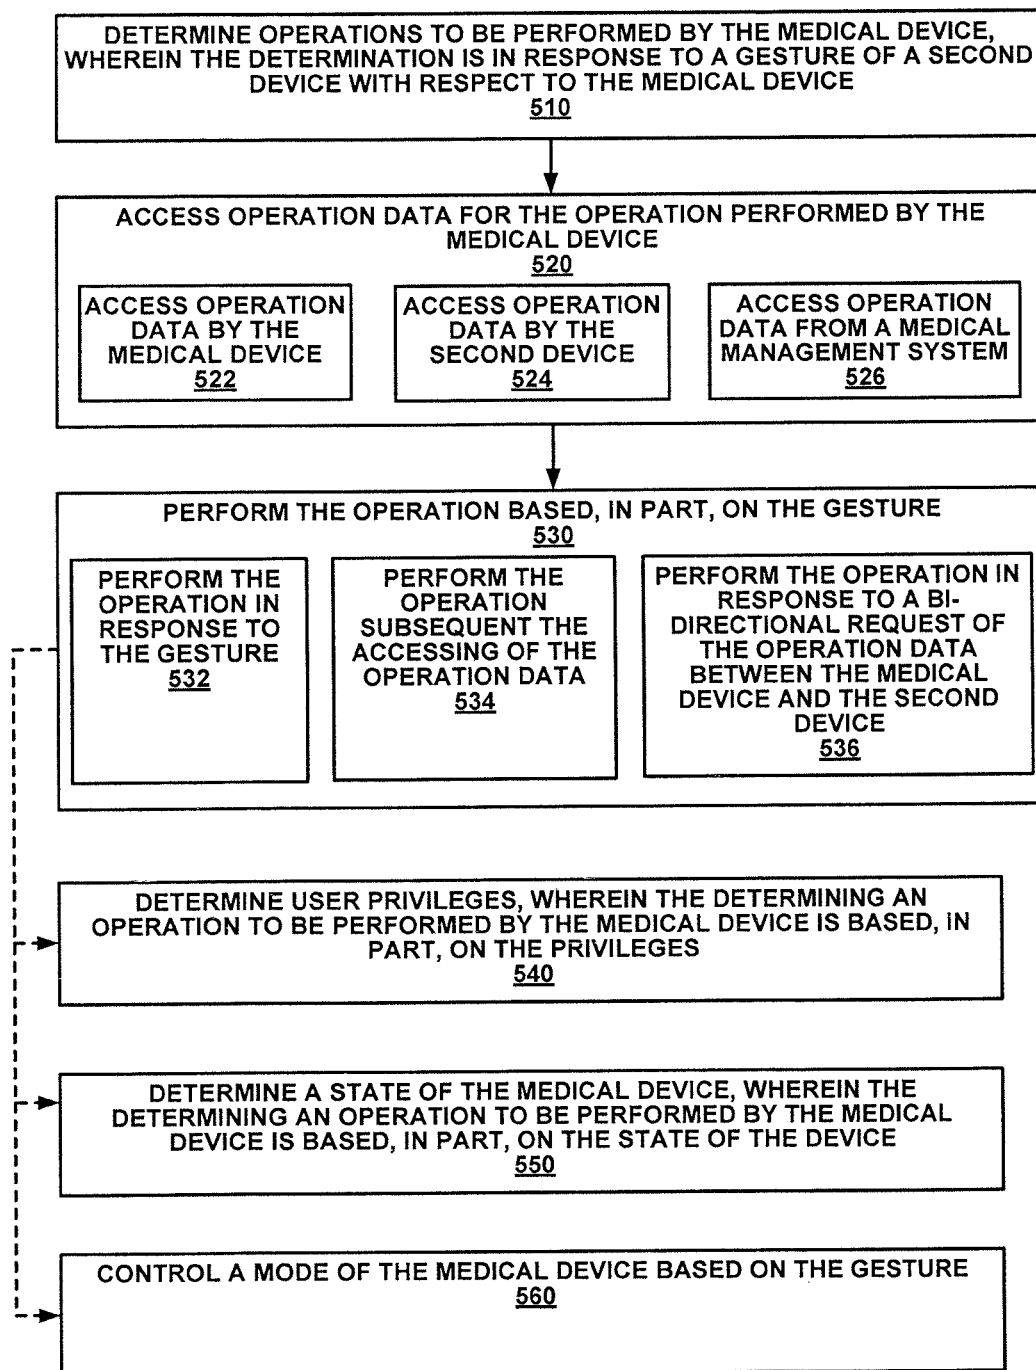 DETERMINE OPERATIONS TO BE PERFORMED BY THE MEDICAL DEVICE,
WHEREIN THE DETERMINATION IS IN RESPONSE TO A GESTURE OF A SECOND
DEVICE WITH RESPECT TO THE MEDICAL DEVICE
510
ACCESS OPERATION DATA FOR THE OPERATION PERFORMED BY THE
MEDICAL DEVICE
520
ACCESS OPERATION
DATA BY THE
MEDICAL DEVICE
522
ACCESS OPERATION
DATA BY THE
SECOND DEVICE
524
ACCESS OPERATION
DATA FROM A MEDICAL
MANAGEMENT SYSTEM
526
PERFORM THE OPERATION BASED, IN PART, ON THE GESTURE
530
PERFORM THE
OPERATION IN
RESPONSE TO
THE GESTURE
532
PERFORM THE
OPERATION
SUBSEQUENT THE
ACCESSING OF THE
OPERATION DATA
534
PERFORM THE OPERATION IN
RESPONSE TO A BI-
DIRECTIONAL REQUEST OF
THE OPERATION DATA
BETWEEN THE MEDICAL
DEVICE AND THE SECOND
DEVICE
536
DETERMINE USER PRIVILEGES, WHEREIN THE DETERMINING AN
OPERATION TO BE PERFORMED BY THE MEDICAL DEVICE IS BASED, IN
PART, ON THE PRIVILEGES
540
DETERMINE A STATE OF THE MEDICAL DEVICE, WHEREIN THE
DETERMINING AN OPERATION TO BE PERFORMED BY THE MEDICAL
DEVICE IS BASED, IN PART, ON THE STATE OF THE DEVICE
550
CONTROL A MODE OF THE MEDICAL DEVICE BASED ON THE GESTURE
560